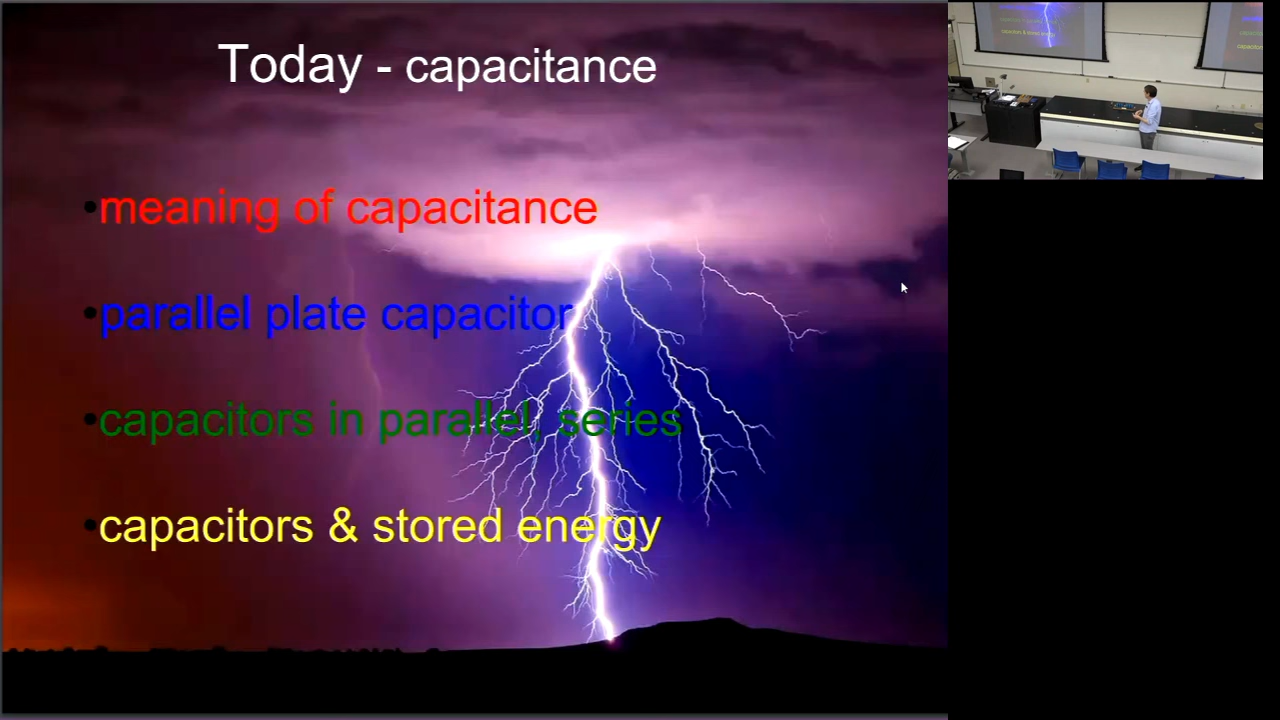 Today - capacitance
•meaning of capacitance
•parallel plate capacitor
•capacitors in parallel, series
•capacitors & stored energy